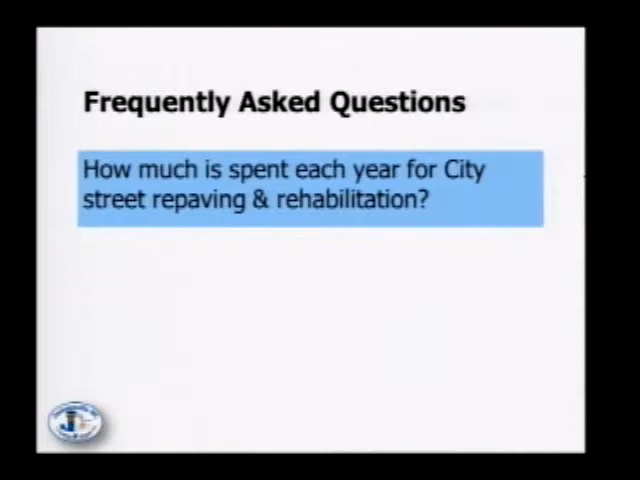 Frequently Asked Questions
How much is spent each year for City
street repaving & rehabilitation?